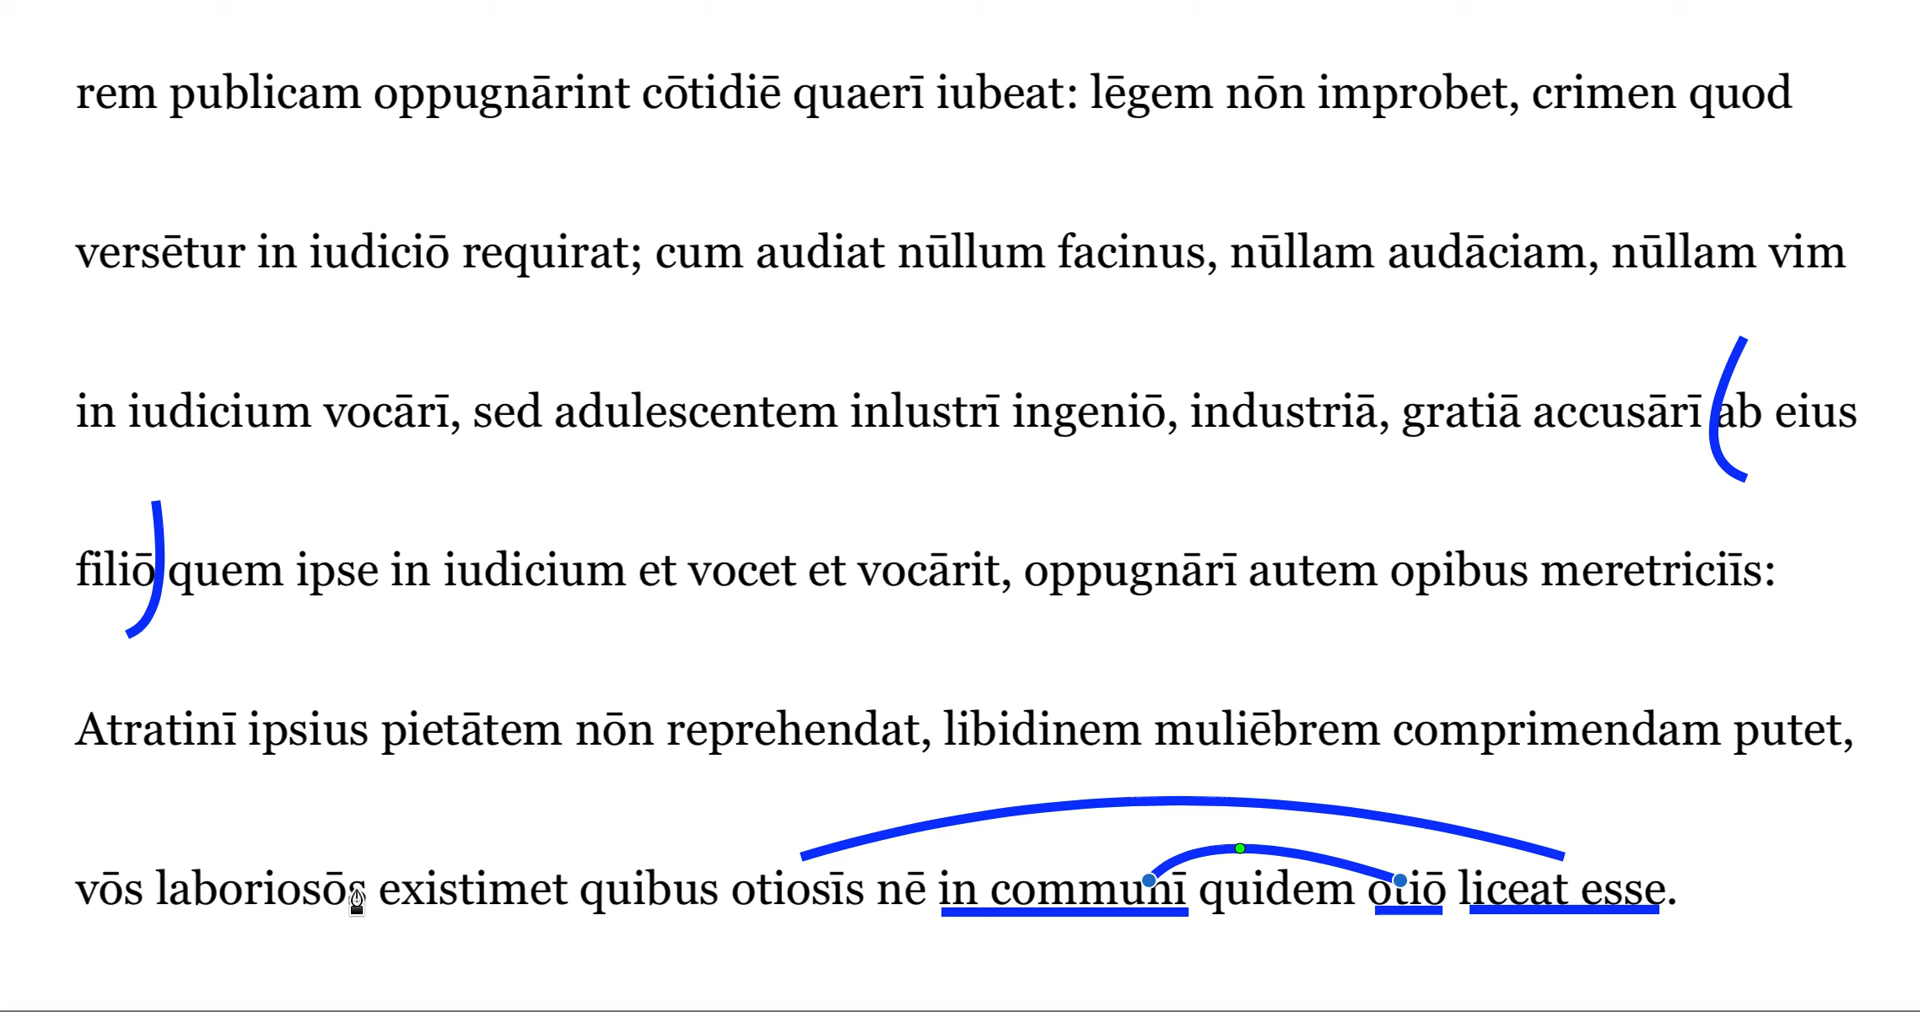 rem publicam oppugnārint cōtidiē quaerī iubeat: lēgem nōn improbet, crimen quod
versētur in iudiciō requirat; cum audiat nūllum facinus, nūllam audāciam, nūllam vim
in iudicium vocārī, sed adulescentem inlustrī ingeniō, industriā, gratiā accusārī ab eius
filiō quem ipse in iudicium et vocet et vocārit, oppugnārī autem opibus meretriciīs:
Atratinī ipsius pietātem nōn reprehendat, libidinem muliēbrem comprimendam putet,
vōs laboriosōs existimet quibus otiosīs nē in communī quidem otiō liceat esse.